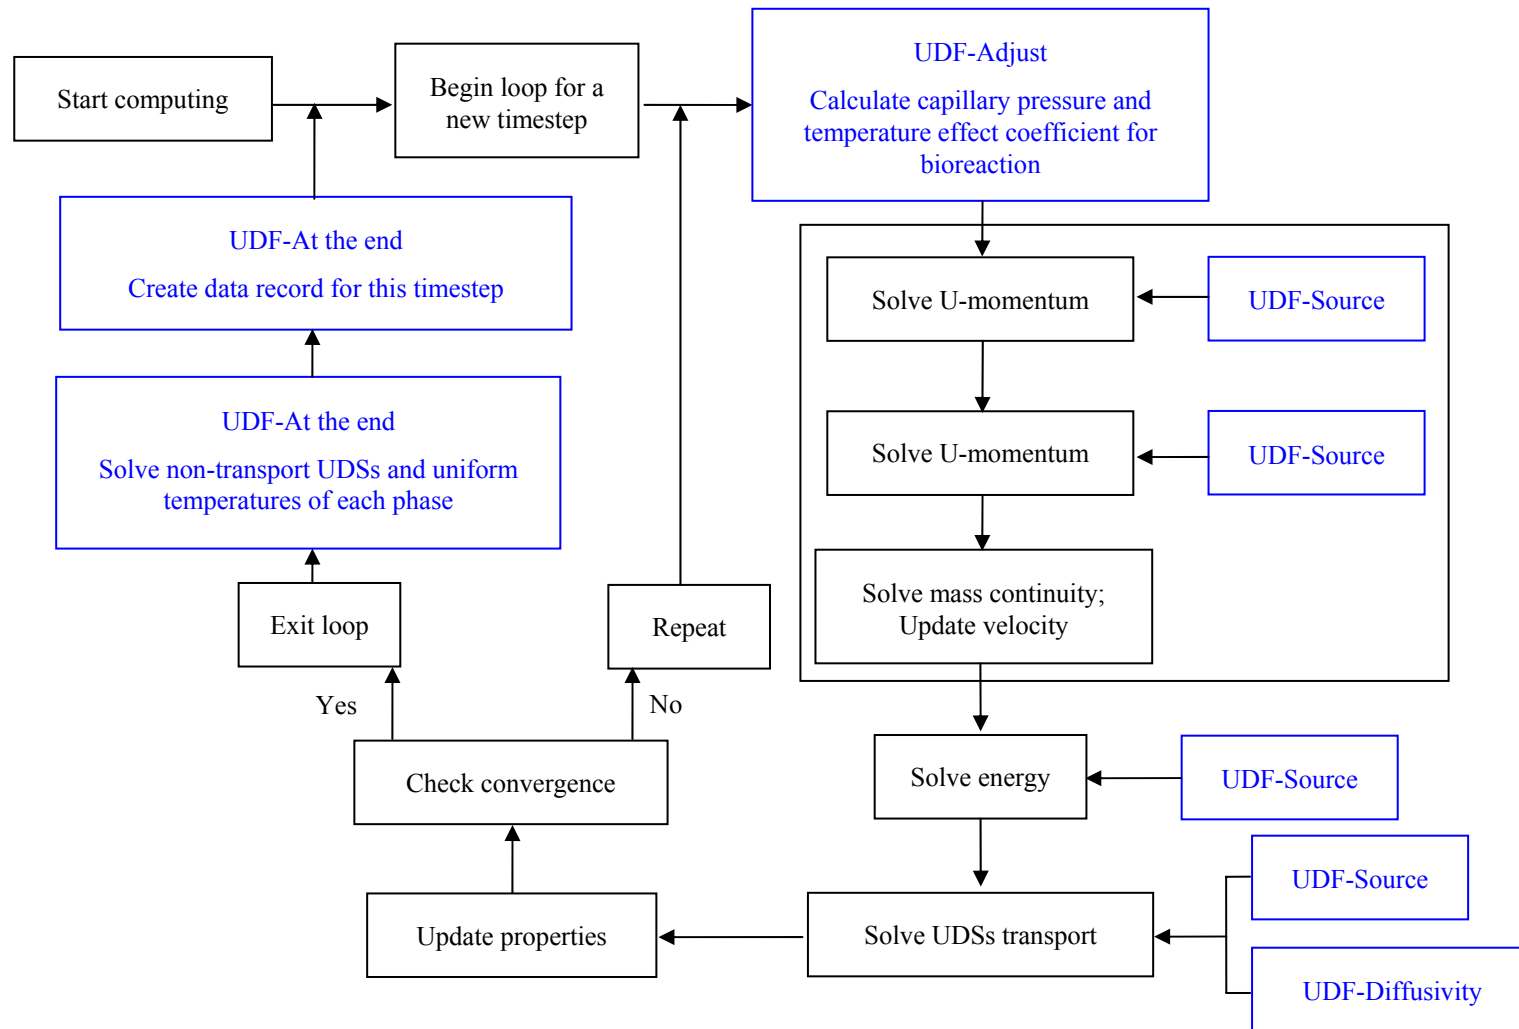 Start computing
Begin loop for a
new timestep
UDF-Adjust
Calculate capillary pressure and
temperature effect coefficient for
bioreaction
UDF-At the end
Create data record for this timestep
Solve U-momentum
UDF-Source
UDF-At the end
Solve non-transport UDSs and uniform
temperatures of each phase
Solve U-momentum
UDF-Source
Exit loop
Repeat
Solve mass continuity;
Update velocity
Yes
No
Check convergence
Solve energy
UDF-Source
UDF-Source
Update properties
Solve UDSs transport
UDF-Diffusivity